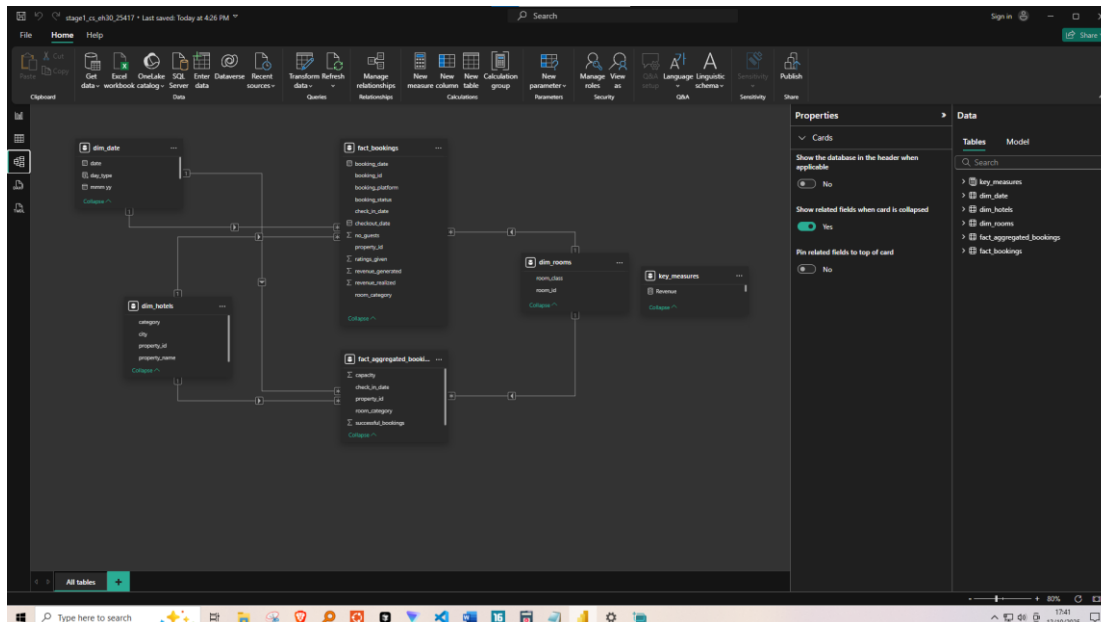 stage1_cs_eh30_25417 • Last saved: Today at 4:26 PM
Search
Sign in
File Home Help
Share
Paste
Cut
Copy
Get data
Excel workbook
OneLake catalog
SQL Server
Enter data
Dataverse
Recent sources
Transform data
Refresh
Manage relationships
New measure
New column
New table
Calculation group
New parameter
Manage roles
View as
Q&A setup
Language
Linguistic schema
Sensitivity
Publish
Clipboard
Data
Queries
Relationships
Calculations
Parameters
Security
Q&A
Sensitivity
Share
dim_date
date
day_type
mmm yy
Collapse
fact_bookings
booking_date
booking_id
booking_platform
booking_status
check_in_date
checkout_date
no_guests
property_id
ratings_given
revenue_generated
revenue_realized
room_category
Collapse
dim_rooms
room_class
room_id
Collapse
key_measures
Revenue
Collapse
dim_hotels
category
city
property_id
property_name
Collapse
fact_aggregated_booki...
capacity
check_in_date
property_id
room_category
successful_bookings
Collapse
Properties
Cards
Show the database in the header when
applicable
No
Show related fields when card is collapsed
Yes
Pin related fields to top of card
No
Data
Tables Model
Search
key_measures
dim_date
dim_hotels
dim_rooms
fact_aggregated_bookings
fact_bookings
All tables
80%
Type here to search
16
17:41